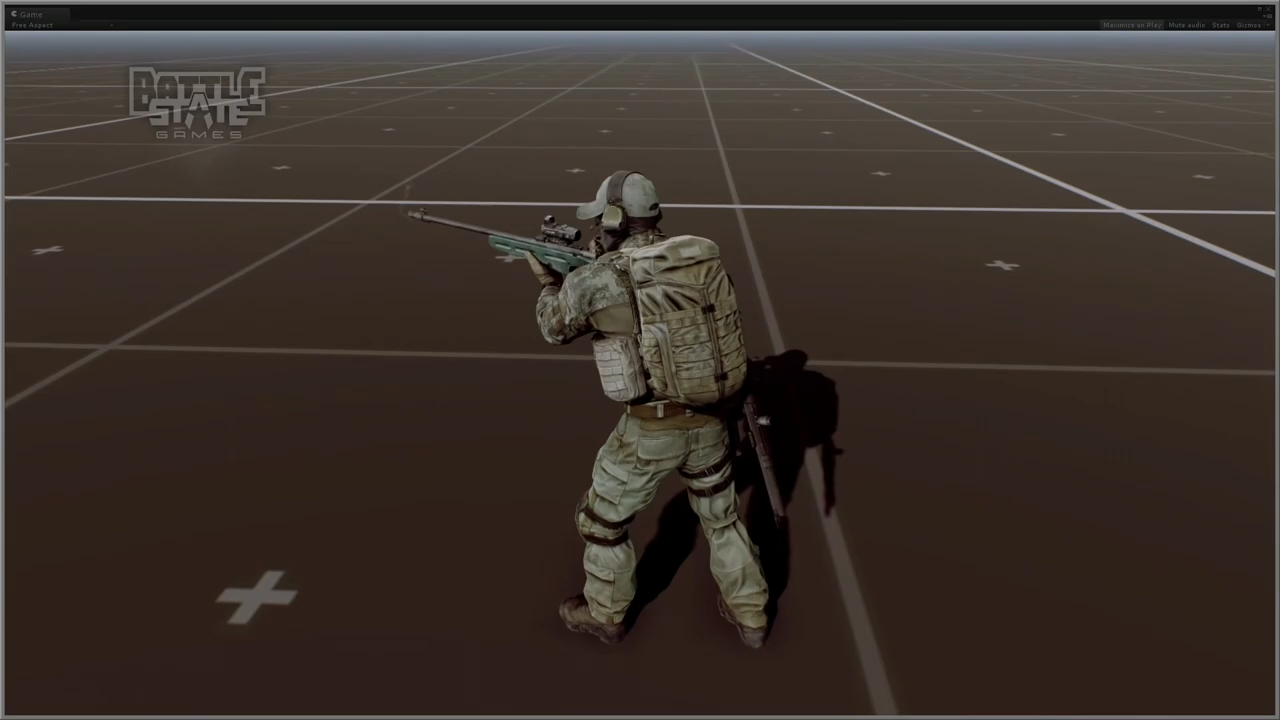 Game
Free Aspect
Maximize on Play Mute audio Stats Gizmos
BATTLE
STATE
GAMES